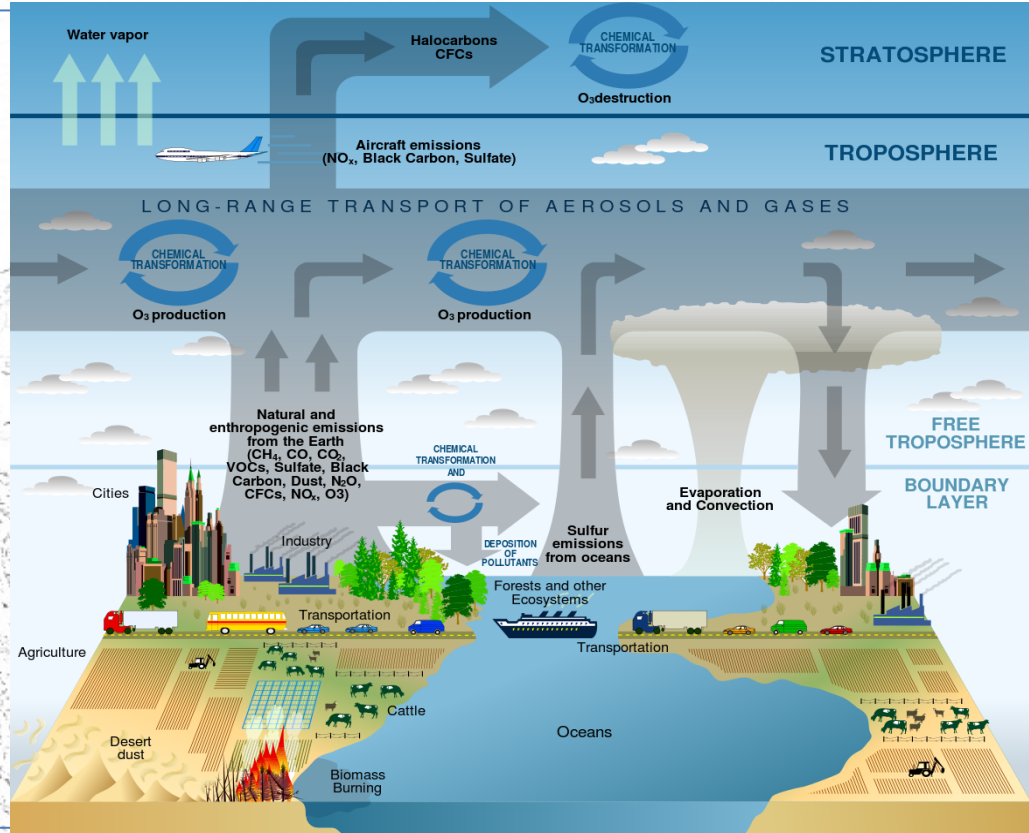 Water vapor
Halocarbons
CFCs
CHEMICAL
TRANSFORMATION
O₃destruction
STRATOSPHERE
Aircraft emissions
(NOₓ, Black Carbon, Sulfate)
TROPOSPHERE
LONG-RANGE TRANSPORT OF AEROSOLS AND GASES
CHEMICAL
TRANSFORMATION
O₃ production
CHEMICAL
TRANSFORMATION
O₃ production
Natural and
enthropogenic emissions
from the Earth
(CH₄, CO, CO₂,
VOCs, Sulfate, Black
Carbon, Dust, N₂O,
CFCs, NOₓ, O3)
FREE
TROPOSPHERE
CHEMICAL
TRANSFORMATION
AND
DEPOSITION
OF
POLLUTANTS
BOUNDARY
LAYER
Cities
Evaporation
and Convection
Sulfur
emissions
from oceans
Industry
Forests and other
Ecosystems
Transportation
Transportation
Agriculture
Cattle
Oceans
Desert
dust
Biomass
Burning